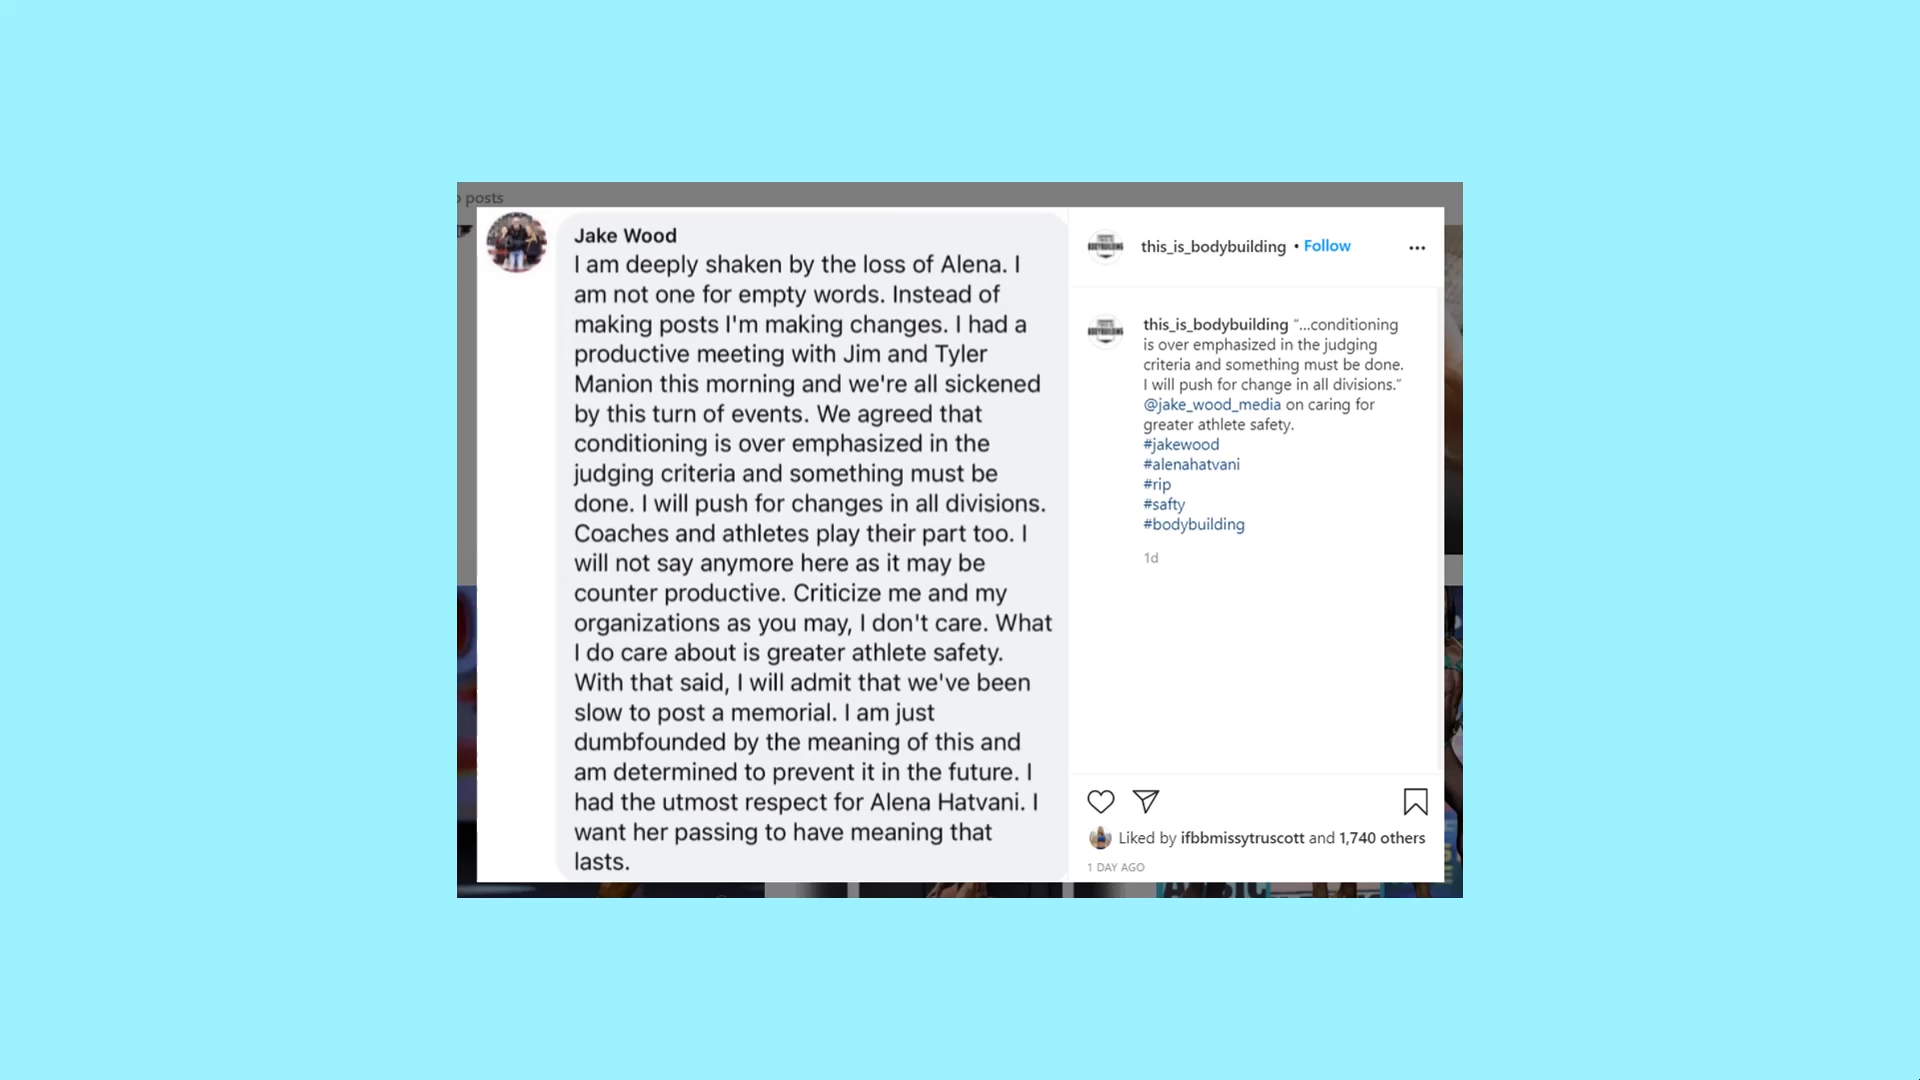 posts
Jake Wood
I am deeply shaken by the loss of Alena. I
am not one for empty words. Instead of
making posts I'm making changes. I had a
productive meeting with Jim and Tyler
Manion this morning and we're all sickened
by this turn of events. We agreed that
conditioning is over emphasized in the
judging criteria and something must be
done. I will push for changes in all divisions.
Coaches and athletes play their part too. I
will not say anymore here as it may be
counter productive. Criticize me and my
organizations as you may, I don't care. What
I do care about is greater athlete safety.
With that said, I will admit that we've been
slow to post a memorial. I am just
dumbfounded by the meaning of this and
am determined to prevent it in the future. I
had the utmost respect for Alena Hatvani. I
want her passing to have meaning that
lasts.
this_is_bodybuilding • Follow
this_is_bodybuilding “...conditioning
is over emphasized in the judging
criteria and something must be done.
I will push for change in all divisions.”
@jake_wood_media on caring for
greater athlete safety.
#jakewood
#alenahatvani
#rip
#safty
#bodybuilding
1d
Liked by ifbbmissytruscott and 1,740 others
1 DAY AGO